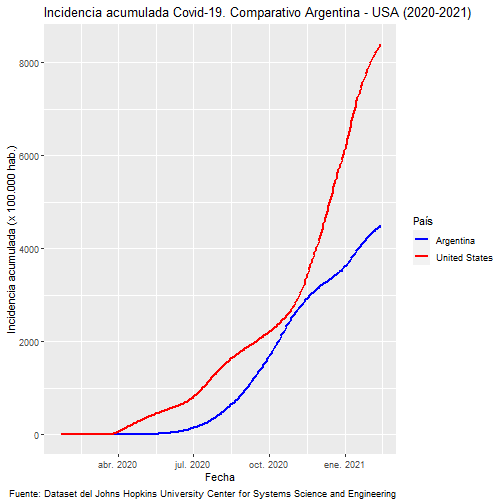 Incidencia acumulada Covid-19. Comparativo Argentina - USA (2020-2021)
Incidencia acumulada (x 100.000 hab.)
8000
6000
4000
2000
0
abr. 2020 jul. 2020 oct. 2020 ene. 2021
Fecha
País
Argentina
United States
Fuente: Dataset del Johns Hopkins University Center for Systems Science and Engineering